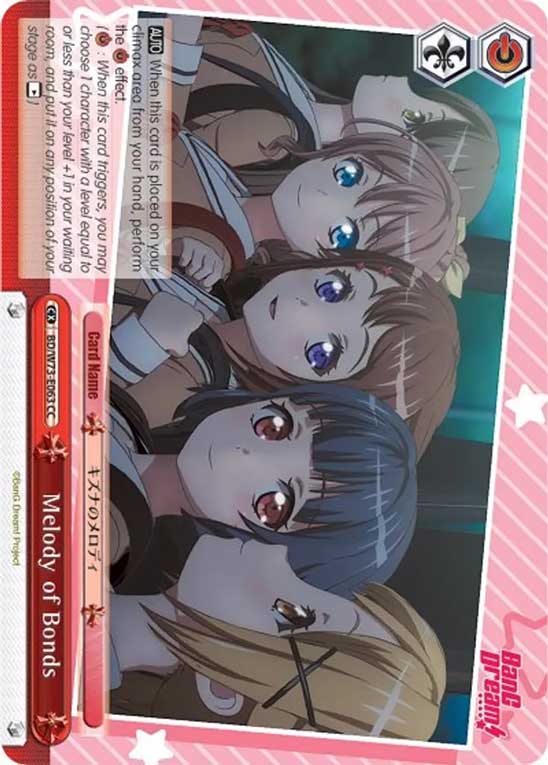 AUTO When this card is placed on your
climax area from your hand, perform
the effect.
( : When this card triggers, you may
choose 1 character with a level equal to
or less than your level +1 in your waiting
room, and put it on any position of your
stage as )
Card Name
キズナのメロディ
CX BD/W73-E063 CC
Melody of Bonds
©BanG Dream! Project
BanG
Dream!